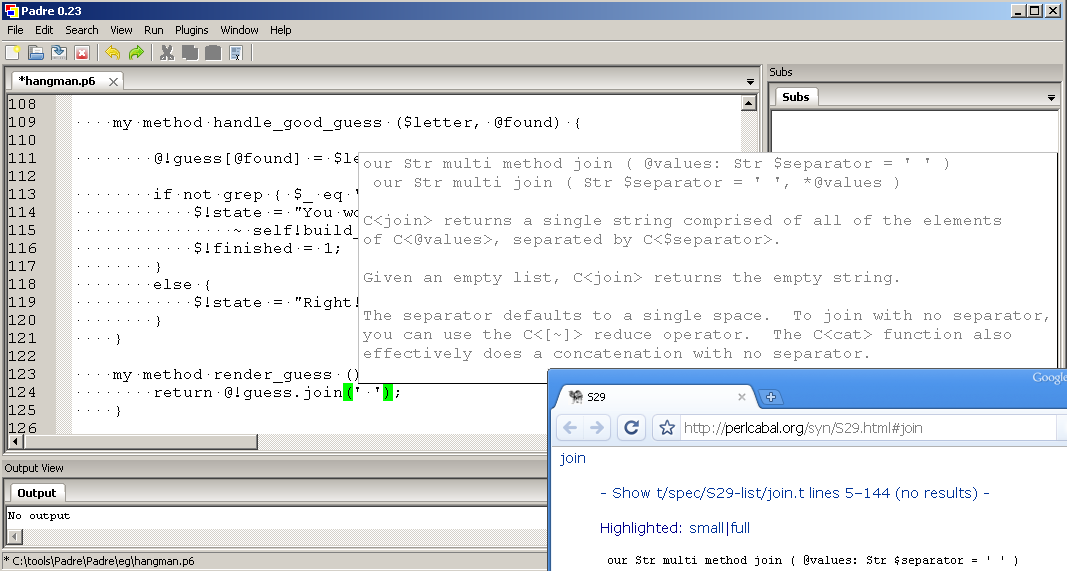 Padre 0.23
File Edit Search View Run Plugins Window Help
*hangman.p6
108
109 ····my·method·handle_good_guess·($letter,·@found)·{
110
111 ········@!guess[@found]·=·$le
112
113 ········if·not·grep·{·$_·eq·'
114 ············$!state·=·"You·wo
115 ················~·self!build_
116 ············$!finished·=·1;
117 ········}
118 ········else·{
119 ············$!state·=·"Right!
120 ········}
121 ····}
122
123 ····my·method·render_guess·()
124 ········return·@!guess.join('·');
125 ····}
126
Subs
Subs
our Str multi method join ( @values: Str $separator = ' ' )
our Str multi join ( Str $separator = ' ', *@values )
C<join> returns a single string comprised of all of the elements
of C<@values>, separated by C<$separator>.
Given an empty list, C<join> returns the empty string.
The separator defaults to a single space.  To join with no separator,
you can use the C<[~]> reduce operator.  The C<cat> function also
effectively does a concatenation with no separator.
Output View
Output
No output
* C:\tools\Padre\Padre\eg\hangman.p6
Google
S29
http://perlcabal.org/syn/S29.html#join
join
- Show t/spec/S29-list/join.t lines 5–144 (no results) -
Highlighted: small|full
our Str multi method join ( @values: Str $separator = ' ' )